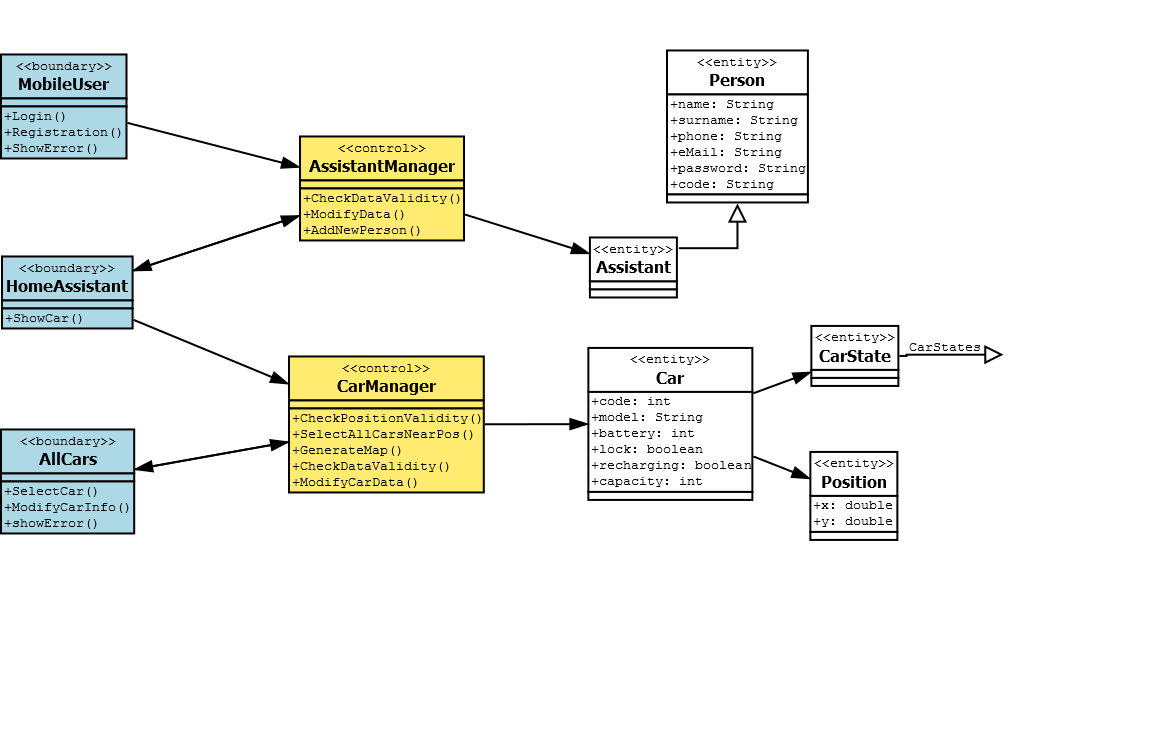 <<boundary>>
MobileUser
+Login()
+Registration()
+ShowError()
<<control>>
AssistantManager
+CheckDataValidity()
+ModifyData()
+AddNewPerson()
<<entity>>
Person
+name: String
+surname: String
+phone: String
+eMail: String
+password: String
+code: String
<<entity>>
Assistant
<<boundary>>
HomeAssistant
+ShowCar()
<<control>>
CarManager
+CheckPositionValidity()
+SelectAllCarsNearPos()
+GenerateMap()
+CheckDataValidity()
+ModifyCarData()
<<entity>>
Car
+code: int
+model: String
+battery: int
+lock: boolean
+recharging: boolean
+capacity: int
<<entity>>
CarState
CarStates
<<boundary>>
AllCars
+SelectCar()
+ModifyCarInfo()
+showError()
<<entity>>
Position
+x: double
+y: double